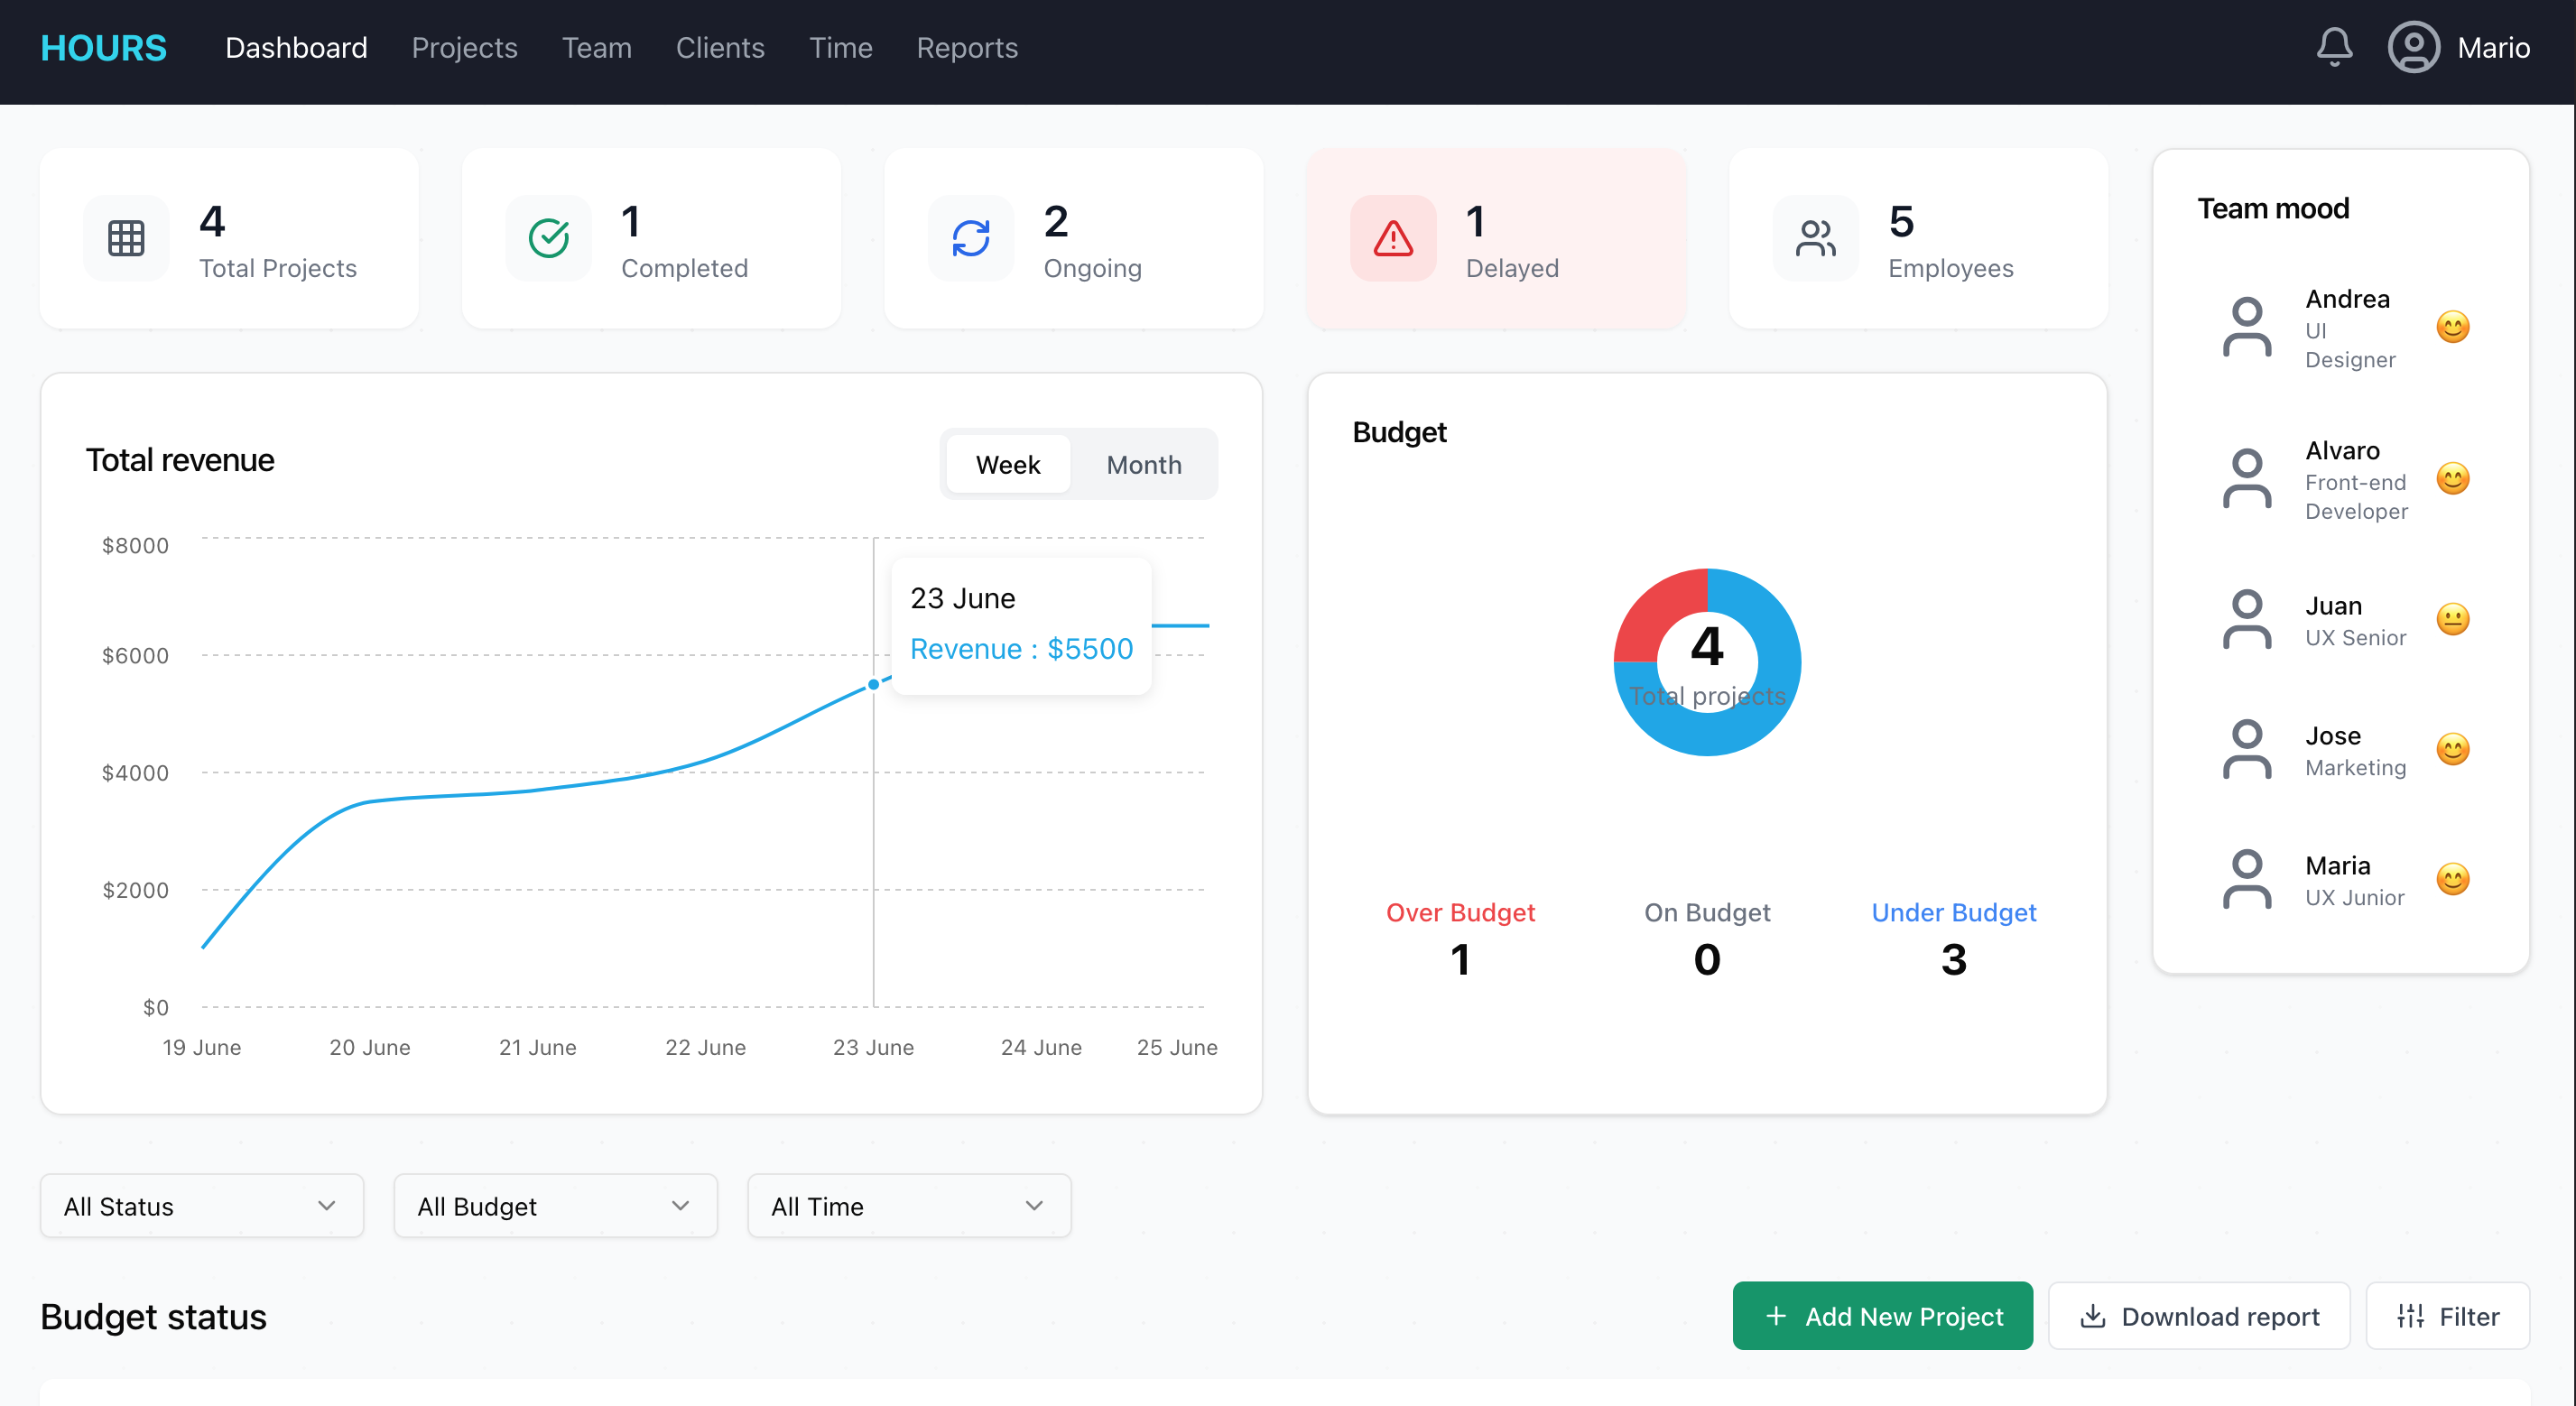 HOURS
Dashboard
Projects
Team
Clients
Time
Reports
Mario
4
Total Projects
1
Completed
2
Ongoing
1
Delayed
5
Employees
Total revenue
Week
Month
$8000
$6000
$4000
$2000
$0
23 June
Revenue : $5500
19 June
20 June
21 June
22 June
23 June
24 June
25 June
Budget
4
Total projects
Over Budget
1
On Budget
0
Under Budget
3
Team mood
Andrea
UI
Designer
Alvaro
Front-end
Developer
Juan
UX Senior
Jose
Marketing
Maria
UX Junior
All Status
All Budget
All Time
Budget status
Add New Project
Download report
Filter